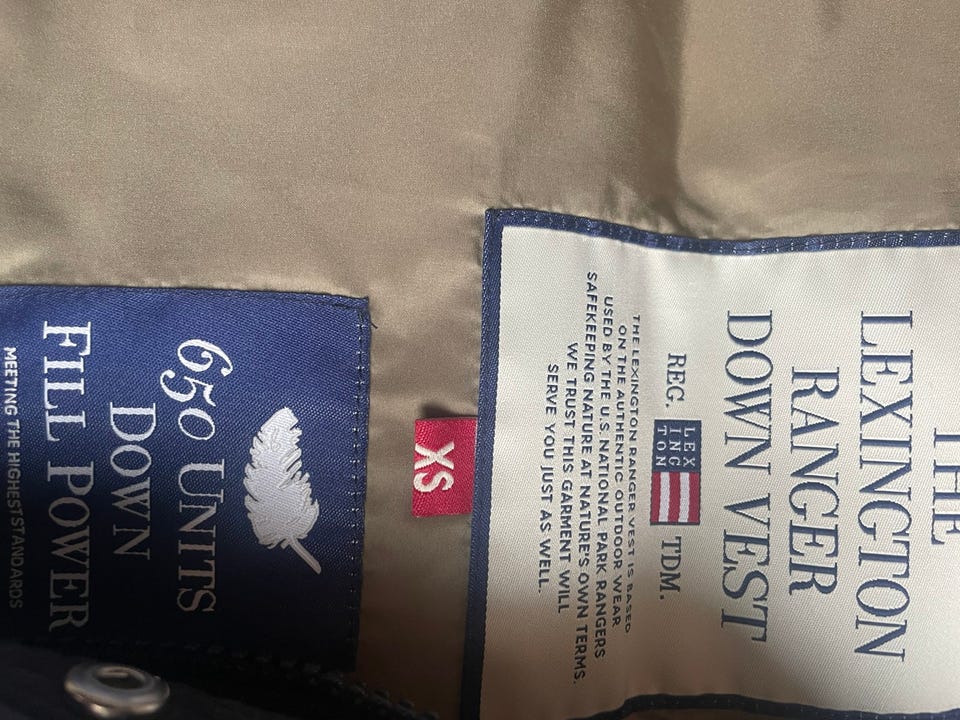 THE
LEXINGTON
RANGER
DOWN VEST
REG. LEX ING TON TDM.
THE LEXINGTON RANGER VEST IS BASED
ON THE AUTHENTIC OUTDOOR WEAR
USED BY THE U.S. NATIONAL PARK RANGERS
SAFEKEEPING NATURE AT NATURE'S OWN TERMS.
WE TRUST THIS GARMENT WILL
SERVE YOU JUST AS WELL.
XS
650 UNITS
DOWN
FILL POWER
MEETING THE HIGHEST STANDARDS